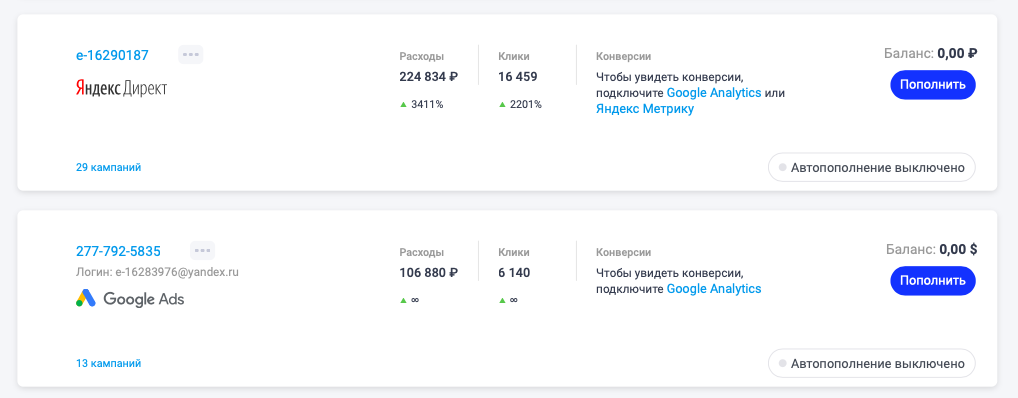 e-16290187
Яндекс Директ
29 кампаний
Расходы
224 834 ₽
3411%
Клики
16 459
2201%
Конверсии
Чтобы увидеть конверсии,
подключите Google Analytics или
Яндекс Метрику
Баланс: 0,00 ₽
Пополнить
Автопополнение выключено
277-792-5835
Логин: e-16283976@yandex.ru
Google Ads
13 кампаний
Расходы
106 880 ₽
∞
Клики
6 140
∞
Конверсии
Чтобы увидеть конверсии,
подключите Google Analytics
Баланс: 0,00 $
Пополнить
Автопополнение выключено